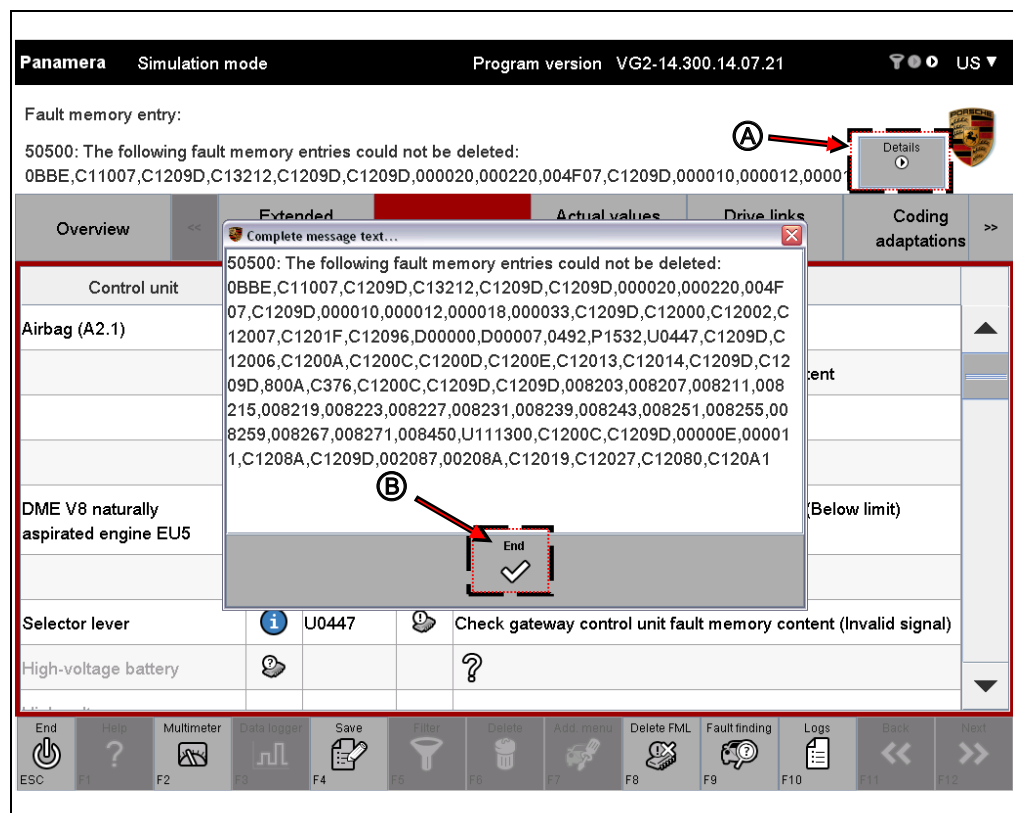 Panamera Simulation mode Program version VG2-14.300.14.07.21 US
Fault memory entry:
50500: The following fault memory entries could not be deleted:
0BBE,C11007,C1209D,C13212,C1209D,C1209D,000020,000220,004F07,C1209D,000010,000012,0000
A
Details
PORSCHE
Overview << Extended Actual values Drive links Coding adaptations >>
Complete message text...
50500: The following fault memory entries could not be deleted:
0BBE,C11007,C1209D,C13212,C1209D,C1209D,000020,000220,004F
07,C1209D,000010,000012,000018,000033,C1209D,C12000,C12002,C
12007,C1201F,C12096,D00000,D00007,0492,P1532,U0447,C1209D,C
12006,C1200A,C1200C,C1200D,C1200E,C12013,C12014,C1209D,C12
09D,800A,C376,C1200C,C1209D,C1209D,008203,008207,008211,008
215,008219,008223,008227,008231,008239,008243,008251,008255,00
8259,008267,008271,008450,U111300,C1200C,C1209D,00000E,00001
1,C1208A,C1209D,002087,00208A,C12019,C12027,C12080,C120A1
B
End
Control unit
Airbag (A2.1)
tent
DME V8 naturally
aspirated engine EU5
(Below limit)
Selector lever U0447 Check gateway control unit fault memory content (Invalid signal)
High-voltage battery
End Help Multimeter Data logger Save Filter Delete Add. menu Delete FML Fault finding Logs Back Next
ESC F1 F2 F3 F4 F5 F6 F7 F8 F9 F10 F11 F12